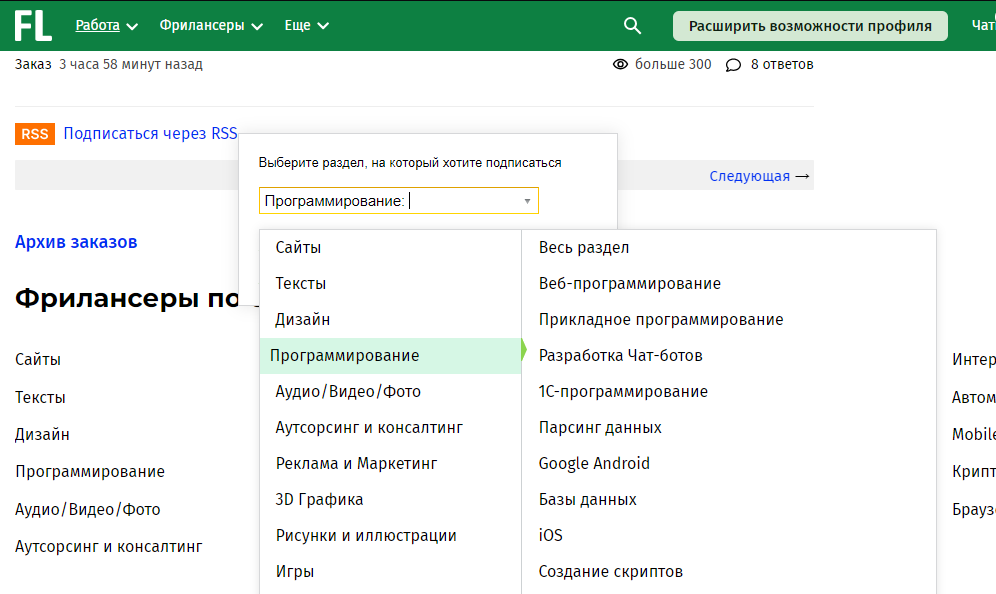 FL Работа Фрилансеры Еще Расширить возможности профиля Чат
Заказ 3 часа 58 минут назад больше 300 8 ответов
RSS Подписаться через RSS
Выберите раздел, на который хотите подписаться
Следующая →
Программирование:
Архив заказов
Фрилансеры по
Сайты
Тексты
Дизайн
Программирование
Аудио/Видео/Фото
Аутсорсинг и консалтинг
Сайты
Тексты
Дизайн
Программирование
Аудио/Видео/Фото
Аутсорсинг и консалтинг
Реклама и Маркетинг
3D Графика
Рисунки и иллюстрации
Игры
Весь раздел
Веб-программирование
Прикладное программирование
Разработка Чат-ботов
1С-программирование
Парсинг данных
Google Android
Базы данных
iOS
Создание скриптов
Интер
Автом
Mobile
Крипт
Брауз